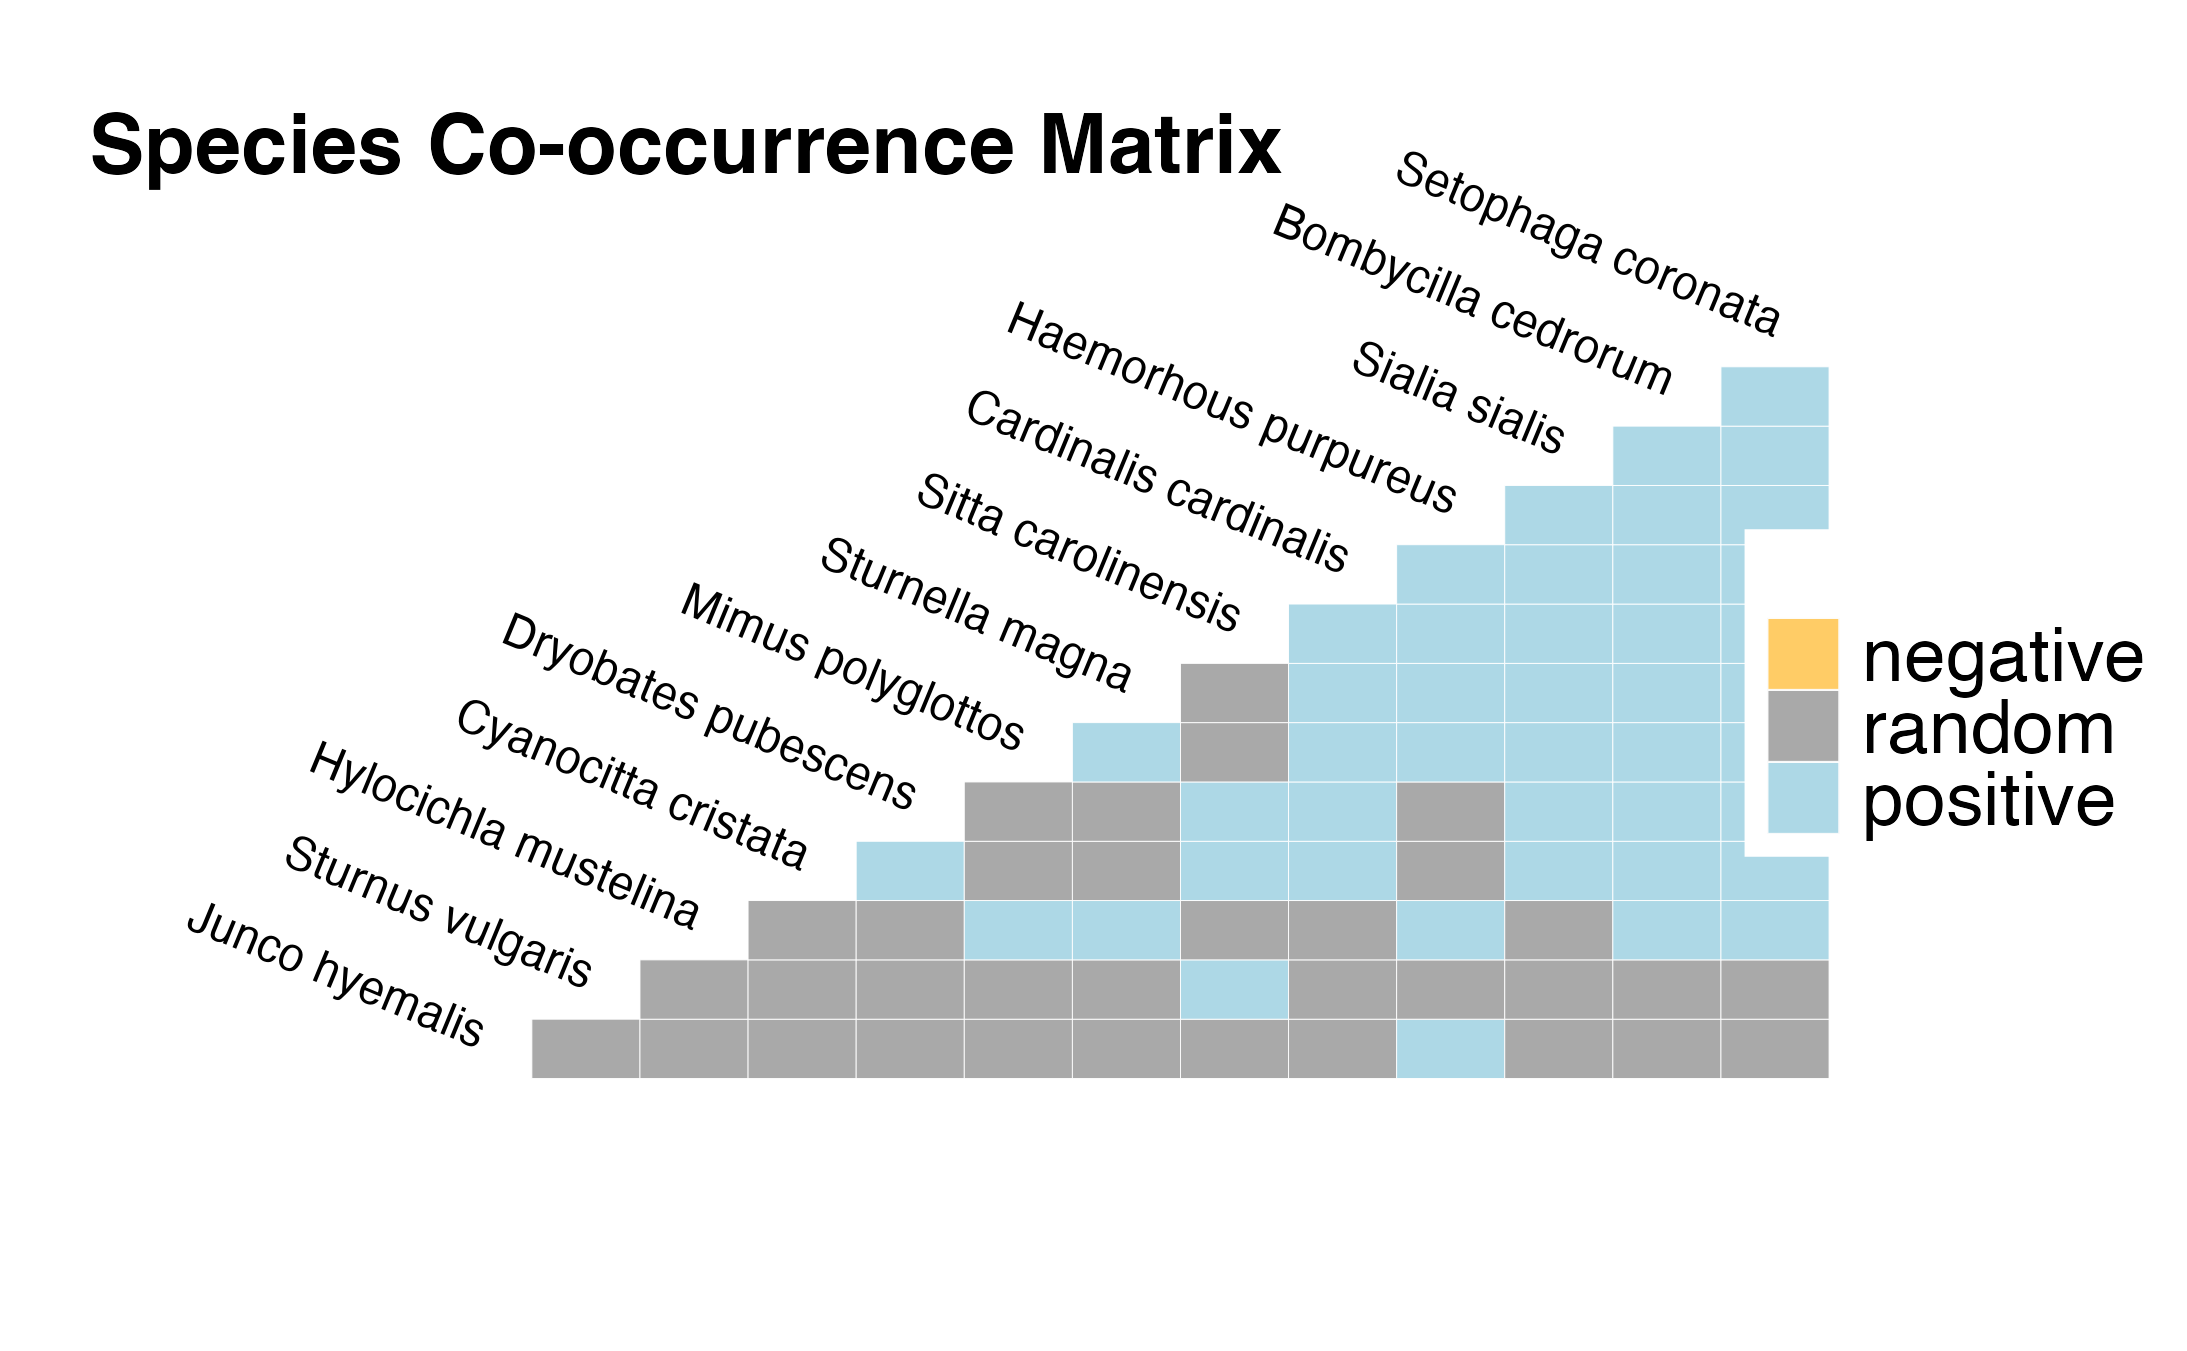 Species Co-occurrence Matrix
Setophaga coronata
Bombycilla cedrorum
Sialia sialis
Haemorhous purpureus
Cardinalis cardinalis
Sitta carolinensis
Sturnella magna
Mimus polyglottos
Dryobates pubescens
Cyanocitta cristata
Hylocichla mustelina
Sturnus vulgaris
Junco hyemalis
negative
random
positive